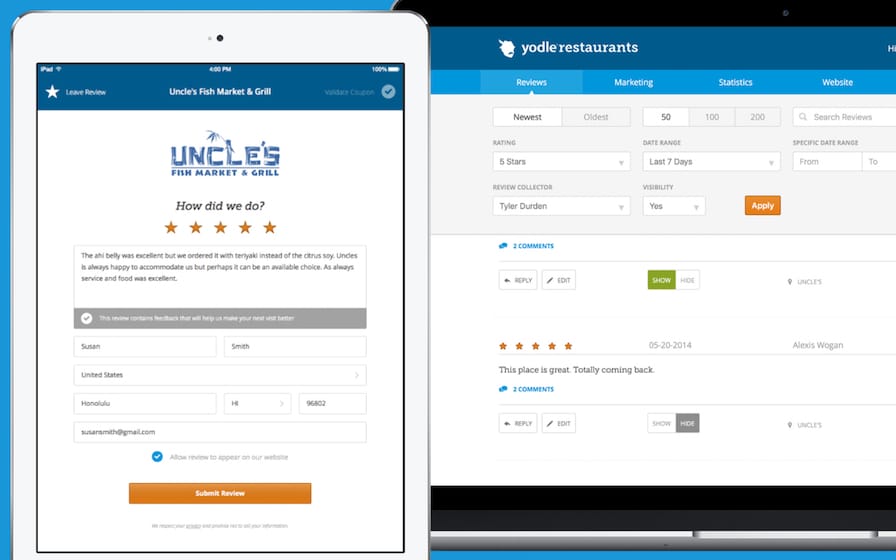 iPad
4:00 PM
100%
Leave Review
Uncle's Fish Market & Grill
Validate Coupon
UNCLE'S
FISH MARKET & GRILL
How did we do?
The ahi belly was excellent but we ordered it with teriyaki instead of the citrus soy. Uncles
is always happy to accommodate us but perhaps it can be an available choice. As always
service and food was excellent.
This review contains feedback that will help us make your next visit better
Susan
Smith
United States
Honolulu
HI
96802
susansmith@gmail.com
Allow review to appear on our website
Submit Review
We respect your privacy and promise not to sell your information.
yodle restaurants
Hi
Reviews
Marketing
Statistics
Website
Newest
Oldest
50
100
200
Search Reviews
RATING
DATE RANGE
SPECIFIC DATE RANGE
5 Stars
Last 7 Days
From
To
REVIEW COLLECTOR
VISIBILITY
Tyler Durden
Yes
Apply
2 COMMENTS
REPLY
EDIT
SHOW
HIDE
UNCLE'S
05-20-2014
Alexis Wogan
This place is great. Totally coming back.
2 COMMENTS
REPLY
EDIT
SHOW
HIDE
UNCLE'S